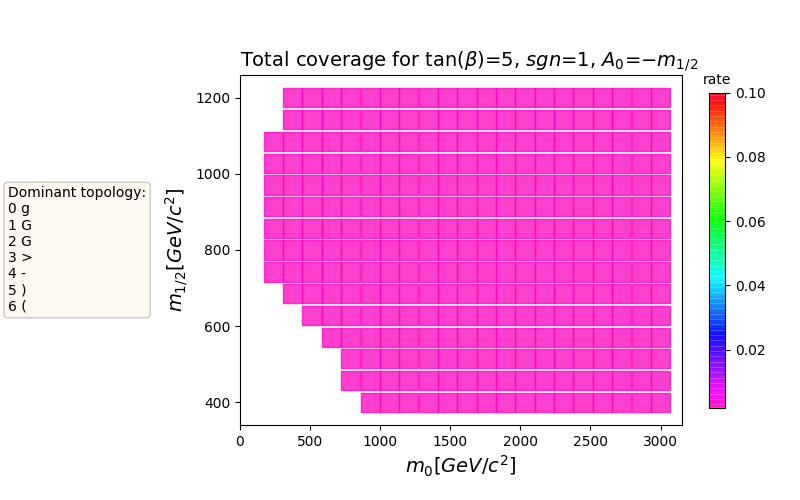 Total coverage for tan(β)=5, sgn=1, A₀=−m₁/₂
rate
Dominant topology:
0 g
1 G
2 G
3 >
4 -
5 )
6 (
m₁/₂[GeV/c²]
1200
1000
800
600
400
0 500 1000 1500 2000 2500 3000
m₀[GeV/c²]
0.10
0.08
0.06
0.04
0.02